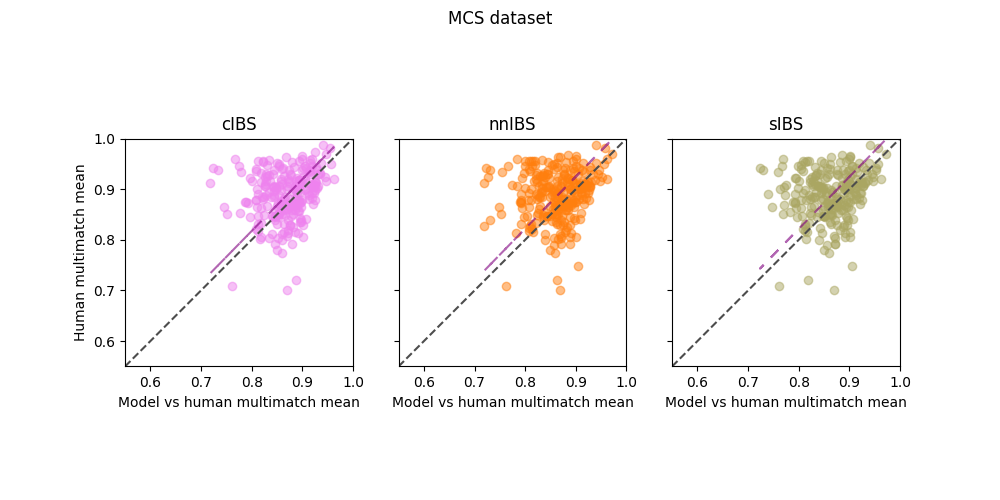 MCS dataset
cIBS
nnIBS
sIBS
1.0
0.9
0.8
0.7
0.6
Human multimatch mean
0.6 0.7 0.8 0.9 1.0
0.6 0.7 0.8 0.9 1.0
0.6 0.7 0.8 0.9 1.0
Model vs human multimatch mean
Model vs human multimatch mean
Model vs human multimatch mean